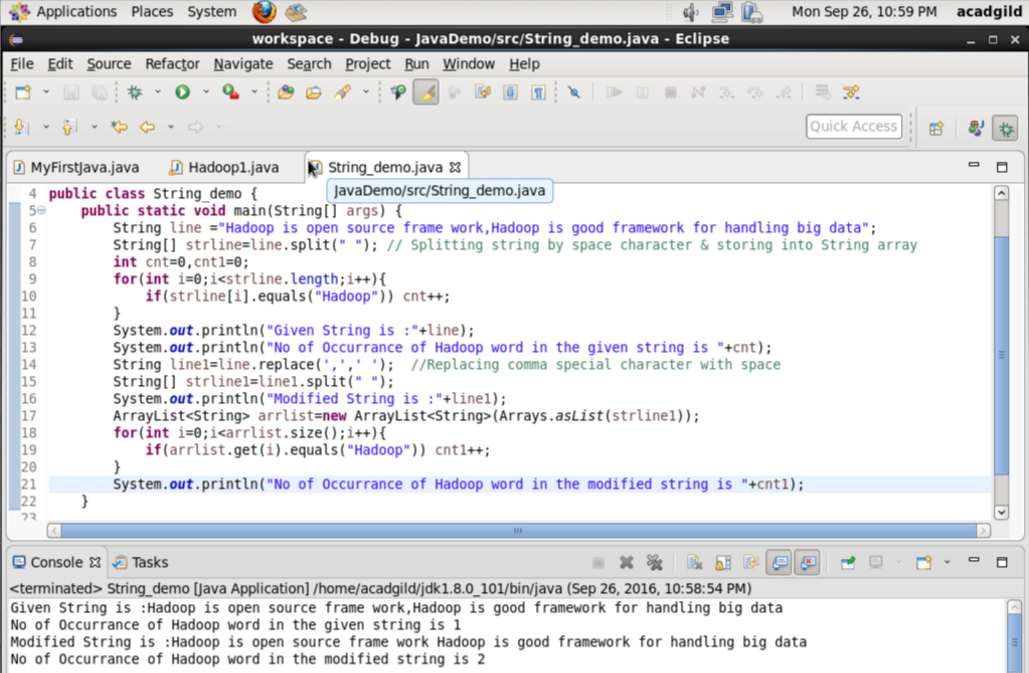 Applications Places System Mon Sep 26, 10:59 PM acadgild
workspace - Debug - JavaDemo/src/String_demo.java - Eclipse
File Edit Source Refactor Navigate Search Project Run Window Help
Quick Access
MyFirstJava.java Hadoop1.java String_demo.java
JavaDemo/src/String_demo.java
4 public class String_demo {
5 public static void main(String[] args) {
6 String line ="Hadoop is open source frame work,Hadoop is good framework for handling big data";
7 String[] strline=line.split(" "); // Splitting string by space character & storing into String array
8 int cnt=0,cnt1=0;
9 for(int i=0;i<strline.length;i++){
10 if(strline[i].equals("Hadoop")) cnt++;
11 }
12 System.out.println("Given String is :"+line);
13 System.out.println("No of Occurrance of Hadoop word in the given string is "+cnt);
14 String line1=line.replace(',',' '); //Replacing comma special character with space
15 String[] strline1=line1.split(" ");
16 System.out.println("Modified String is :"+line1);
17 ArrayList<String> arrlist=new ArrayList<String>(Arrays.asList(strline1));
18 for(int i=0;i<arrlist.size();i++){
19 if(arrlist.get(i).equals("Hadoop")) cnt1++;
20 }
21 System.out.println("No of Occurrance of Hadoop word in the modified string is "+cnt1);
22 }
23
Console Tasks
<terminated> String_demo [Java Application] /home/acadgild/jdk1.8.0_101/bin/java (Sep 26, 2016, 10:58:54 PM)
Given String is :Hadoop is open source frame work,Hadoop is good framework for handling big data
No of Occurrance of Hadoop word in the given string is 1
Modified String is :Hadoop is open source frame work Hadoop is good framework for handling big data
No of Occurrance of Hadoop word in the modified string is 2